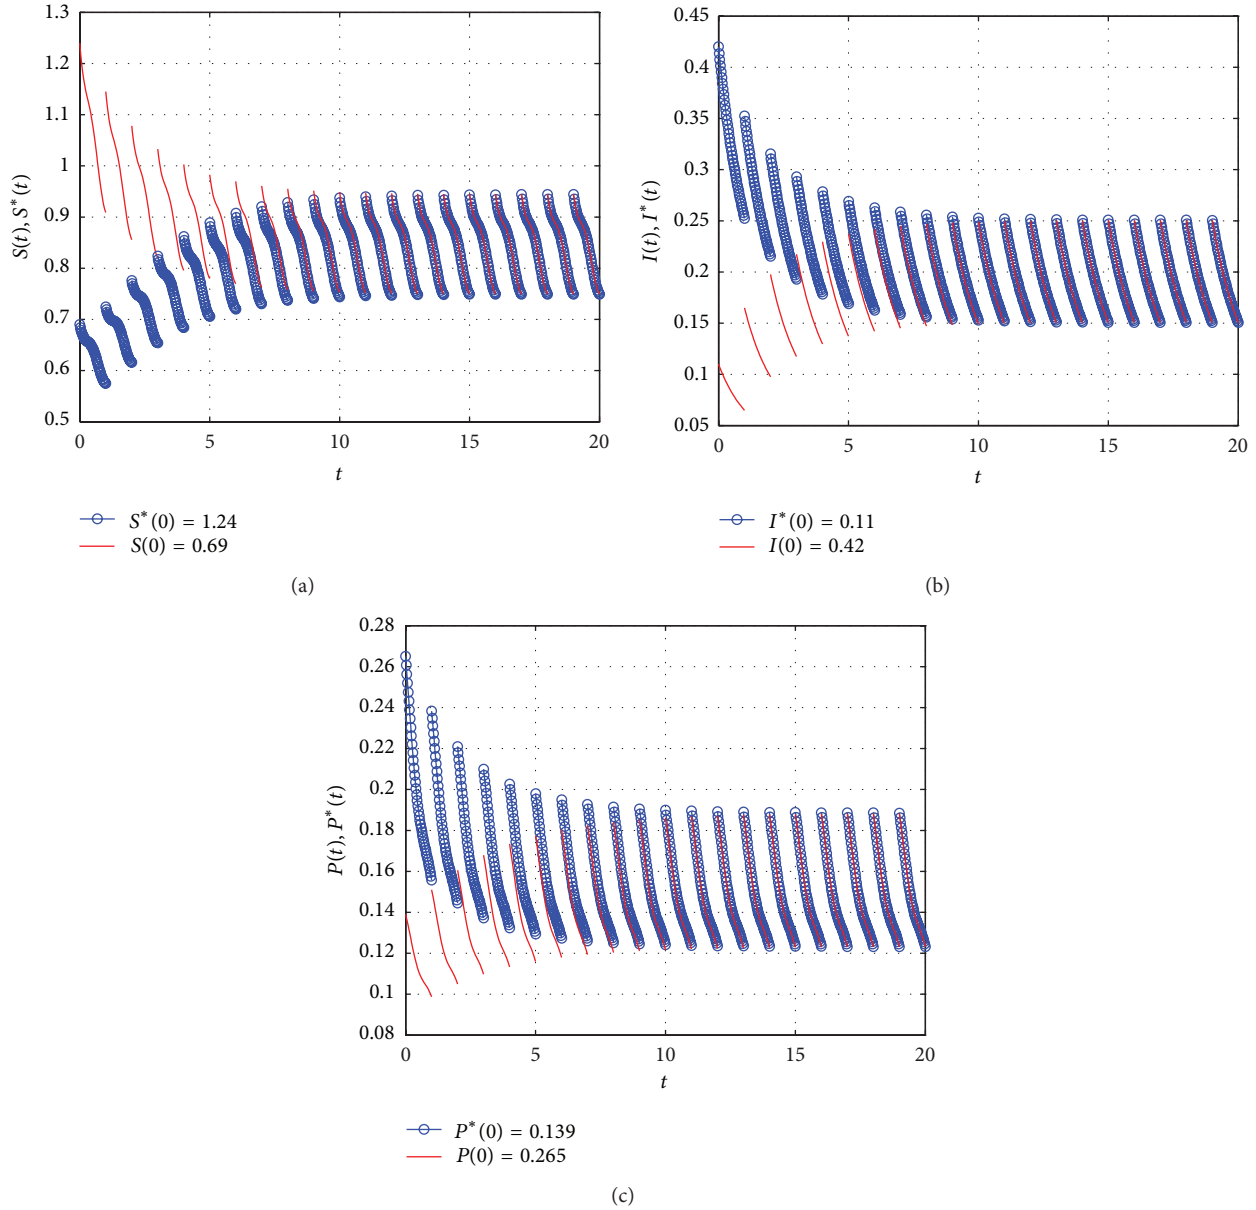 1.3
1.2
1.1
1
0.9
0.8
0.7
0.6
0.5
S(t), S*(t)
0 5 10 15 20
t
S*(0) = 1.24
S(0) = 0.69
(a)
0.45
0.4
0.35
0.3
0.25
0.2
0.15
0.1
0.05
I(t), I*(t)
0 5 10 15 20
t
I*(0) = 0.11
I(0) = 0.42
(b)
0.28
0.26
0.24
0.22
0.2
0.18
0.16
0.14
0.12
0.1
0.08
P(t), P*(t)
0 5 10 15 20
t
P*(0) = 0.139
P(0) = 0.265
(c)